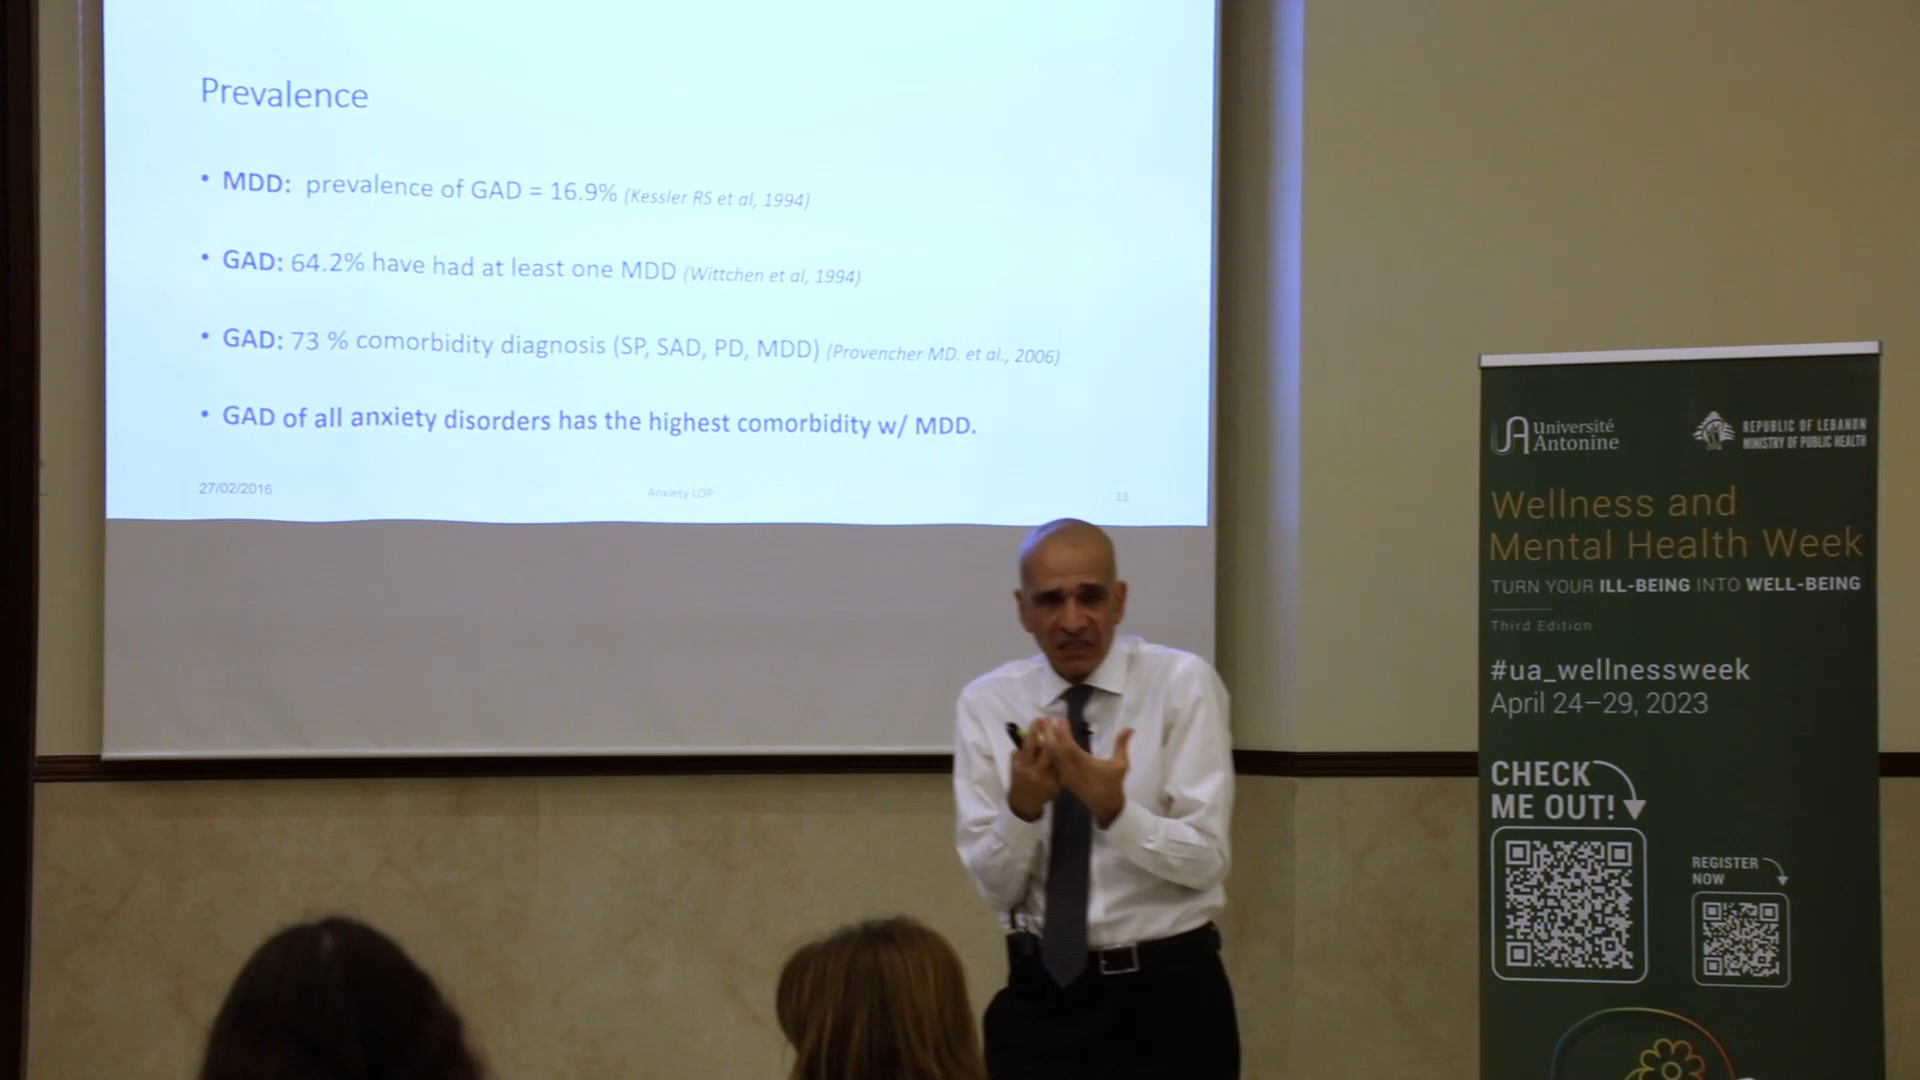 Prevalence
• MDD: prevalence of GAD = 16.9% (Kessler RS et al, 1994)
• GAD: 64.2% have had at least one MDD (Wittchen et al, 1994)
• GAD: 73 % comorbidity diagnosis (SP, SAD, PD, MDD) (Provencher MD. et al., 2006)
• GAD of all anxiety disorders has the highest comorbidity w/ MDD.
27/02/2016
Anxiety LOP
13
Université
Antonine
REPUBLIC OF LEBANON
MINISTRY OF PUBLIC HEALTH
Wellness and
Mental Health Week
TURN YOUR ILL-BEING INTO WELL-BEING
Third Edition
#ua_wellnessweek
April 24–29, 2023
CHECK
ME OUT!
REGISTER
NOW